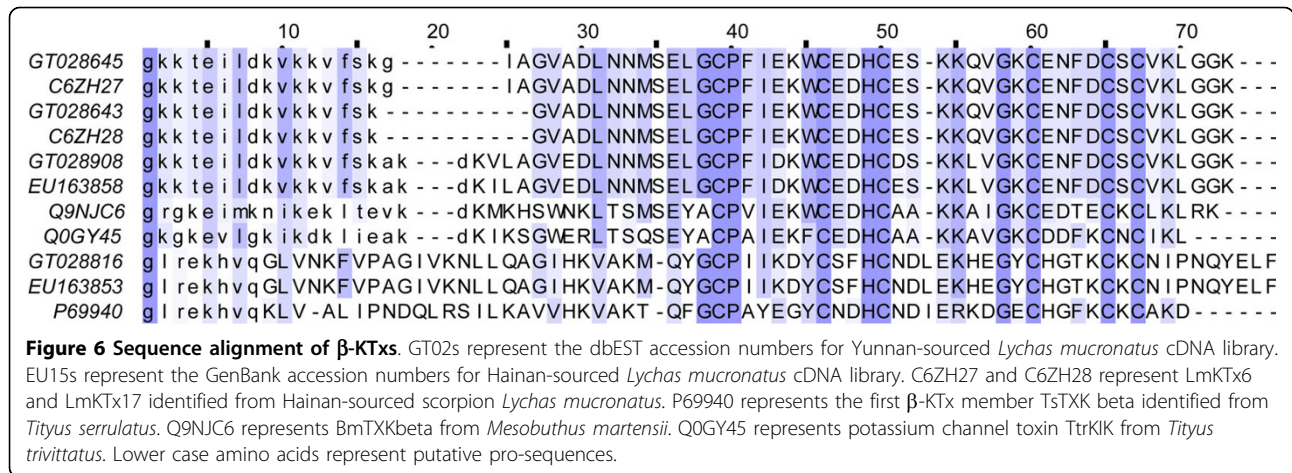 10 20 30 40 50 60 70
GT028645 gkkteildkvkkvfskg-------IAGVADLNNMSELGCPFIEKWCEDHCES-KKQVGKCENFDCSCVKLGGK---
C6ZH27 gkkteildkvkkvfskg-------IAGVADLNNMSELGCPFIEKWCEDHCES-KKQVGKCENFDCSCVKLGGK---
GT028643 gkkteildkvkkvfsk----------GVADLNNMSELGCPFIEKWCEDHCES-KKQVGKCENFDCSCVKLGGK---
C6ZH28 gkkteildkvkkvfsk----------GVADLNNMSELGCPFIEKWCEDHCES-KKQVGKCENFDCSCVKLGGK---
GT028908 gkkteildkvkkvfskak---dKVLAGVEDLNNMSELGCPFIDKWCEDHCDS-KKLVGKCENFDCSCVKLGGK---
EU163858 gkkteildkvkkvfskak---dKILAGVEDLNNMSELGCPFIDKWCEDHCES-KKLVGKCENFDCSCVKLGGK---
Q9NJC6 grgkeimknikekltevk---dKMKHSWNKLTSMSEYACPVIEKWCEDHCAA-KKAIGKCEDTECKCLKLRK----
Q0GY45 gkgkevlgkikdklieak---dKIKSGWERLTSQSEYACPAIEKFCEDHCAA-KKAVGKCDDFKCNCIKL------
GT028816 glrekhvqGLVNKFVPAGIVKNLLQAGIHKVAKM-QYGCPIIKDYCSFHCNDLEKHEGYCHGTKCKCNIPNQYELF
EU163853 glrekhvqGLVNKFVPAGIVKNLLQAGIHKVAKM-QYGCPIIKDYCSFHCNDLEKHEGYCHGTKCKCNIPNQYELF
P69940 glrekhvqKLV-ALIPNDQLRSILKAVVHKVAKT-QFGCPAYEGYCNDHCNDIERKDGECHGFKCKCAKD------
Figure 6 Sequence alignment of β-KTxs. GT02s represent the dbEST accession numbers for Yunnan-sourced Lychas mucronatus cDNA library.
EU15s represent the GenBank accession numbers for Hainan-sourced Lychas mucronatus cDNA library. C6ZH27 and C6ZH28 represent LmKTx6
and LmKTx17 identified from Hainan-sourced scorpion Lychas mucronatus. P69940 represents the first β-KTx member TsTXK beta identified from
Tityus serrulatus. Q9NJC6 represents BmTXKbeta from Mesobuthus martensii. Q0GY45 represents potassium channel toxin TtrKIK from Tityus
trivittatus. Lower case amino acids represent putative pro-sequences.